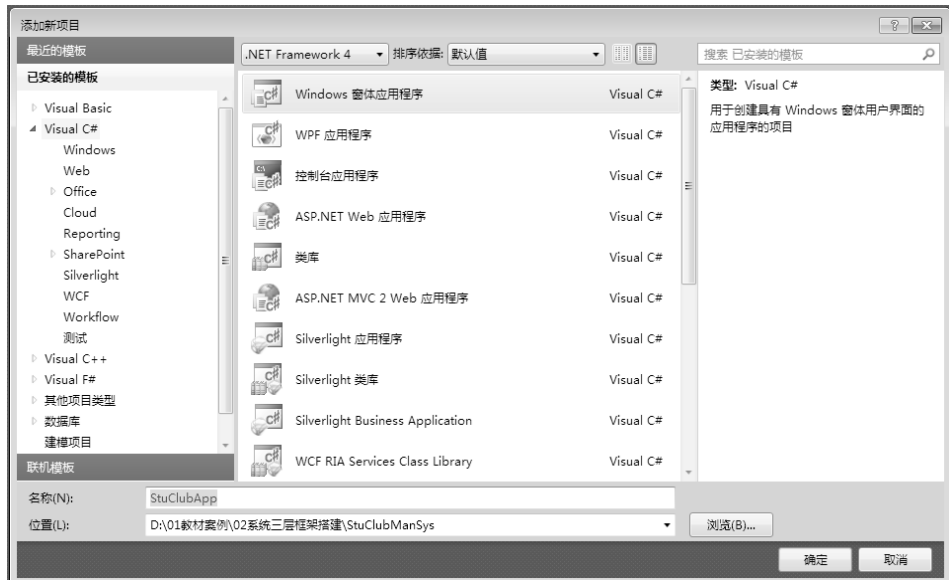 添加新项目
最近的模板
已安装的模板
Visual Basic
Visual C#
Windows
Web
Office
Cloud
Reporting
SharePoint
Silverlight
WCF
Workflow
测试
Visual C++
Visual F#
其他项目类型
数据库
建模项目
联机模板
.NET Framework 4 排序依据: 默认值
Windows 窗体应用程序 Visual C#
WPF 应用程序 Visual C#
控制台应用程序 Visual C#
ASP.NET Web 应用程序 Visual C#
类库 Visual C#
ASP.NET MVC 2 Web 应用程序 Visual C#
Silverlight 应用程序 Visual C#
Silverlight 类库 Visual C#
Silverlight Business Application Visual C#
WCF RIA Services Class Library Visual C#
搜索 已安装的模板
类型: Visual C#
用于创建具有 Windows 窗体用户界面的
应用程序的项目
名称(N): StuClubApp
位置(L): D:\01教材案例\02系统三层框架搭建\StuClubManSys 浏览(B)...
确定 取消